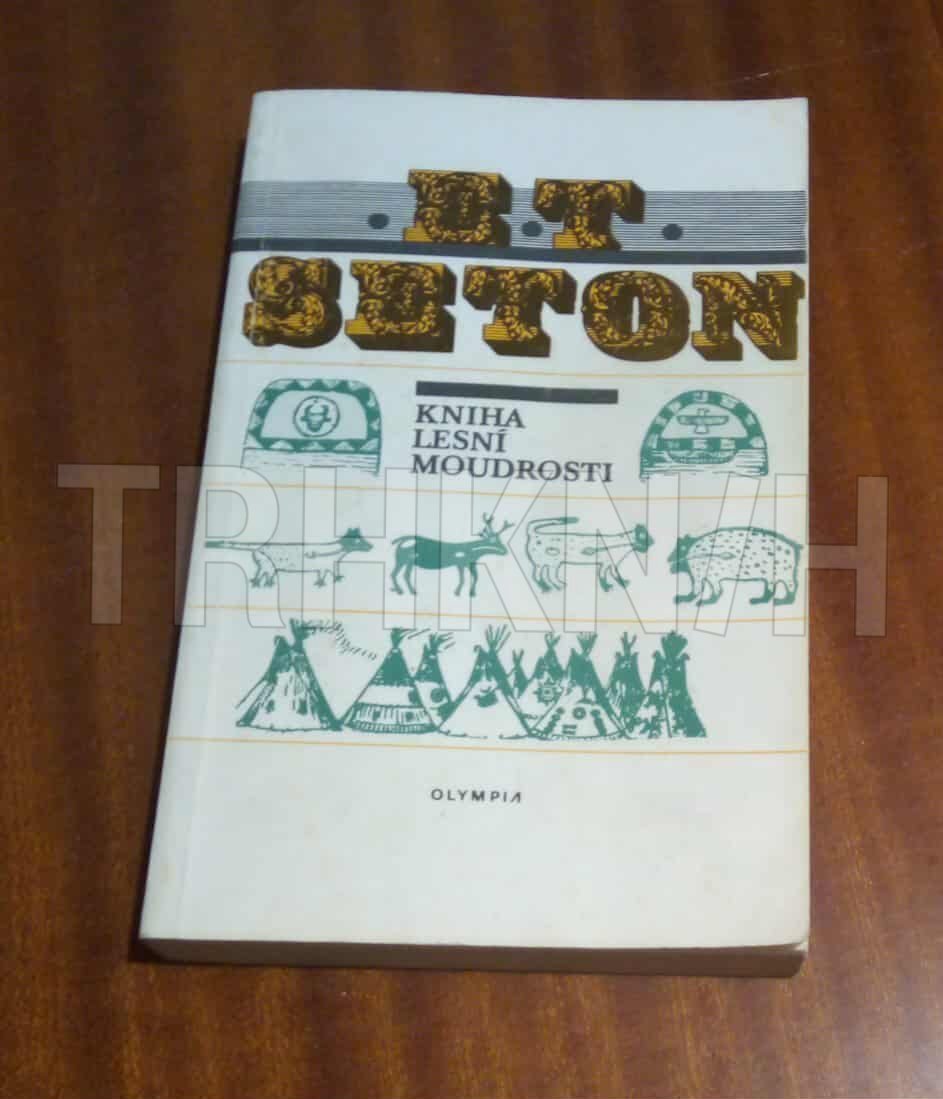 · E · T ·
SETON
KNIHA
LESNÍ
MOUDROSTI
TRHKNIH
OLYMPIA